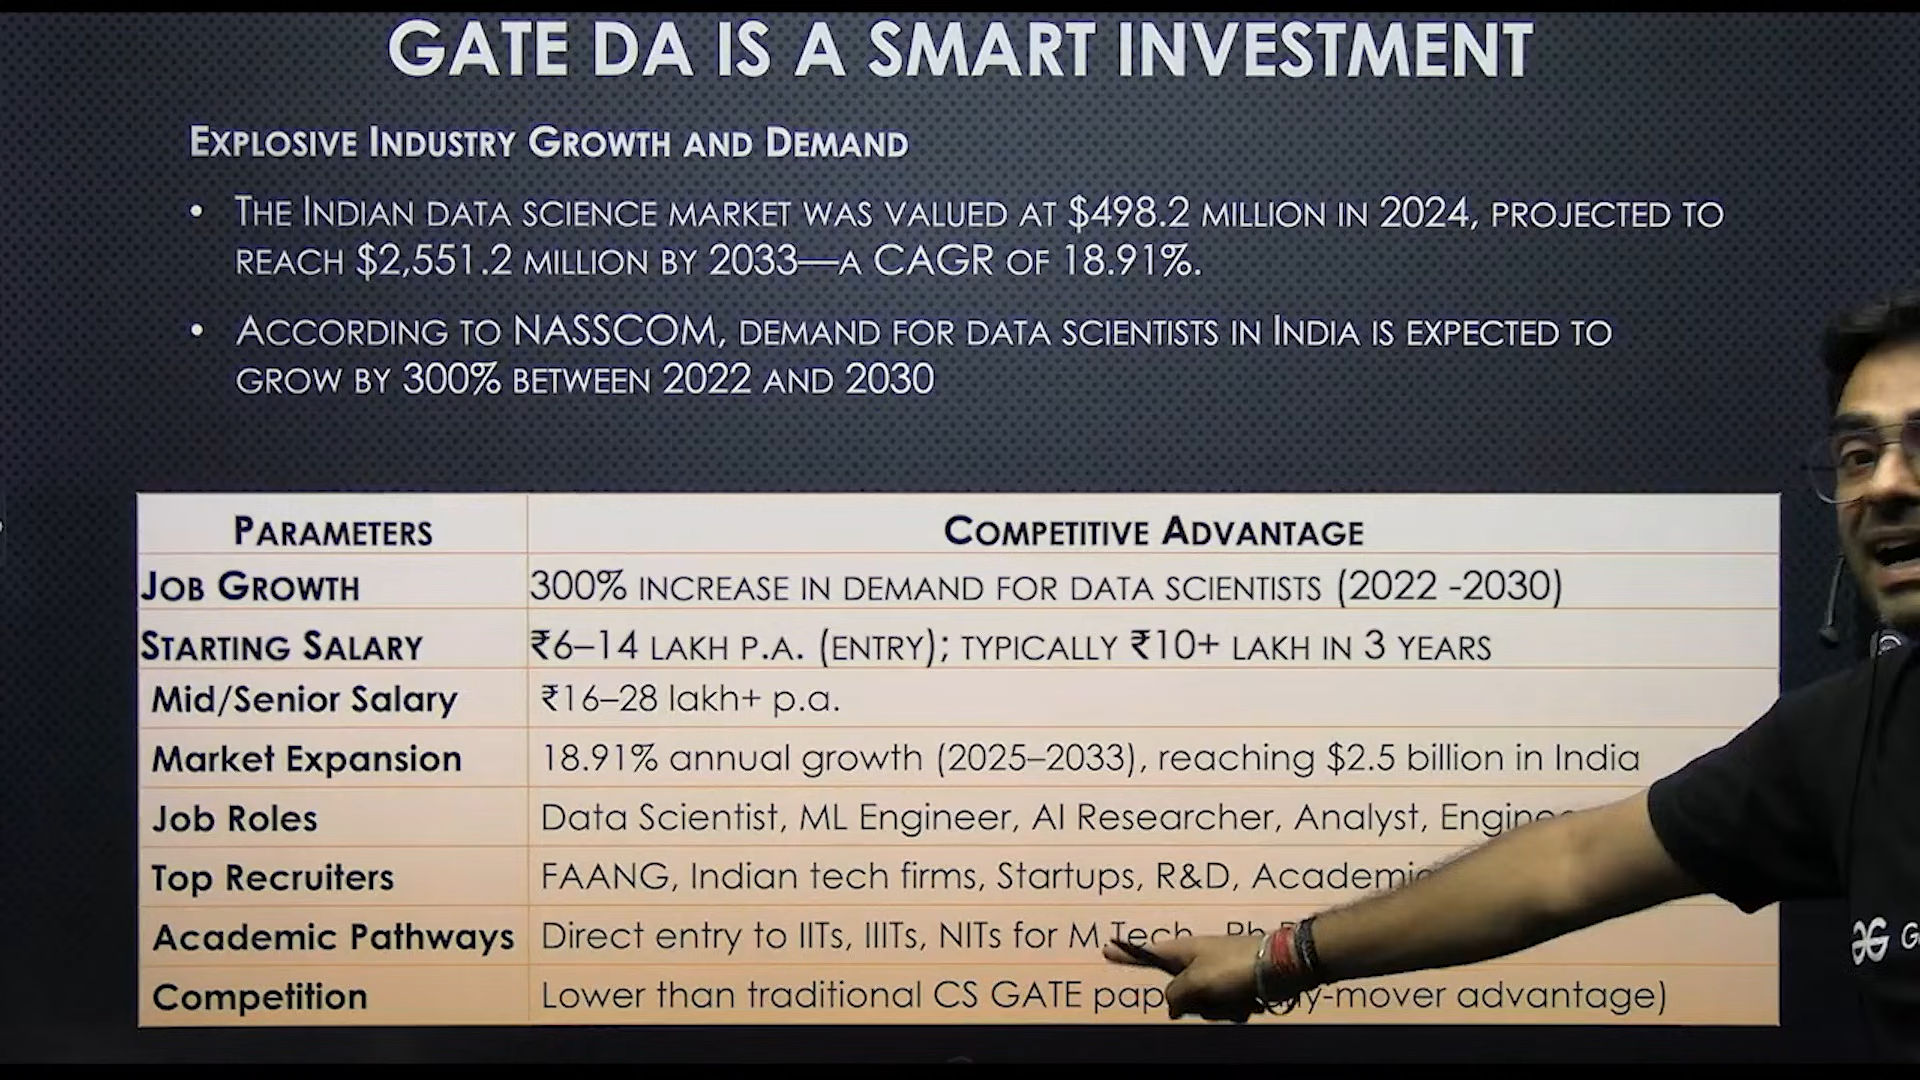 GATE DA IS A SMART INVESTMENT
EXPLOSIVE INDUSTRY GROWTH AND DEMAND
• THE INDIAN DATA SCIENCE MARKET WAS VALUED AT $498.2 MILLION IN 2024, PROJECTED TO
REACH $2,551.2 MILLION BY 2033—A CAGR OF 18.91%.
• ACCORDING TO NASSCOM, DEMAND FOR DATA SCIENTISTS IN INDIA IS EXPECTED TO
GROW BY 300% BETWEEN 2022 AND 2030
PARAMETERS COMPETITIVE ADVANTAGE
JOB GROWTH 300% INCREASE IN DEMAND FOR DATA SCIENTISTS (2022 -2030)
STARTING SALARY ₹6–14 LAKH P.A. (ENTRY); TYPICALLY ₹10+ LAKH IN 3 YEARS
Mid/Senior Salary ₹16–28 lakh+ p.a.
Market Expansion 18.91% annual growth (2025–2033), reaching $2.5 billion in India
Job Roles Data Scientist, ML Engineer, AI Researcher, Analyst,
Top Recruiters FAANG, Indian tech firms, Startups, R&D,
Academic Pathways Direct entry to IITs, IIITs, NITs for M.Tech
Competition Lower than traditional CS GATE advantage)